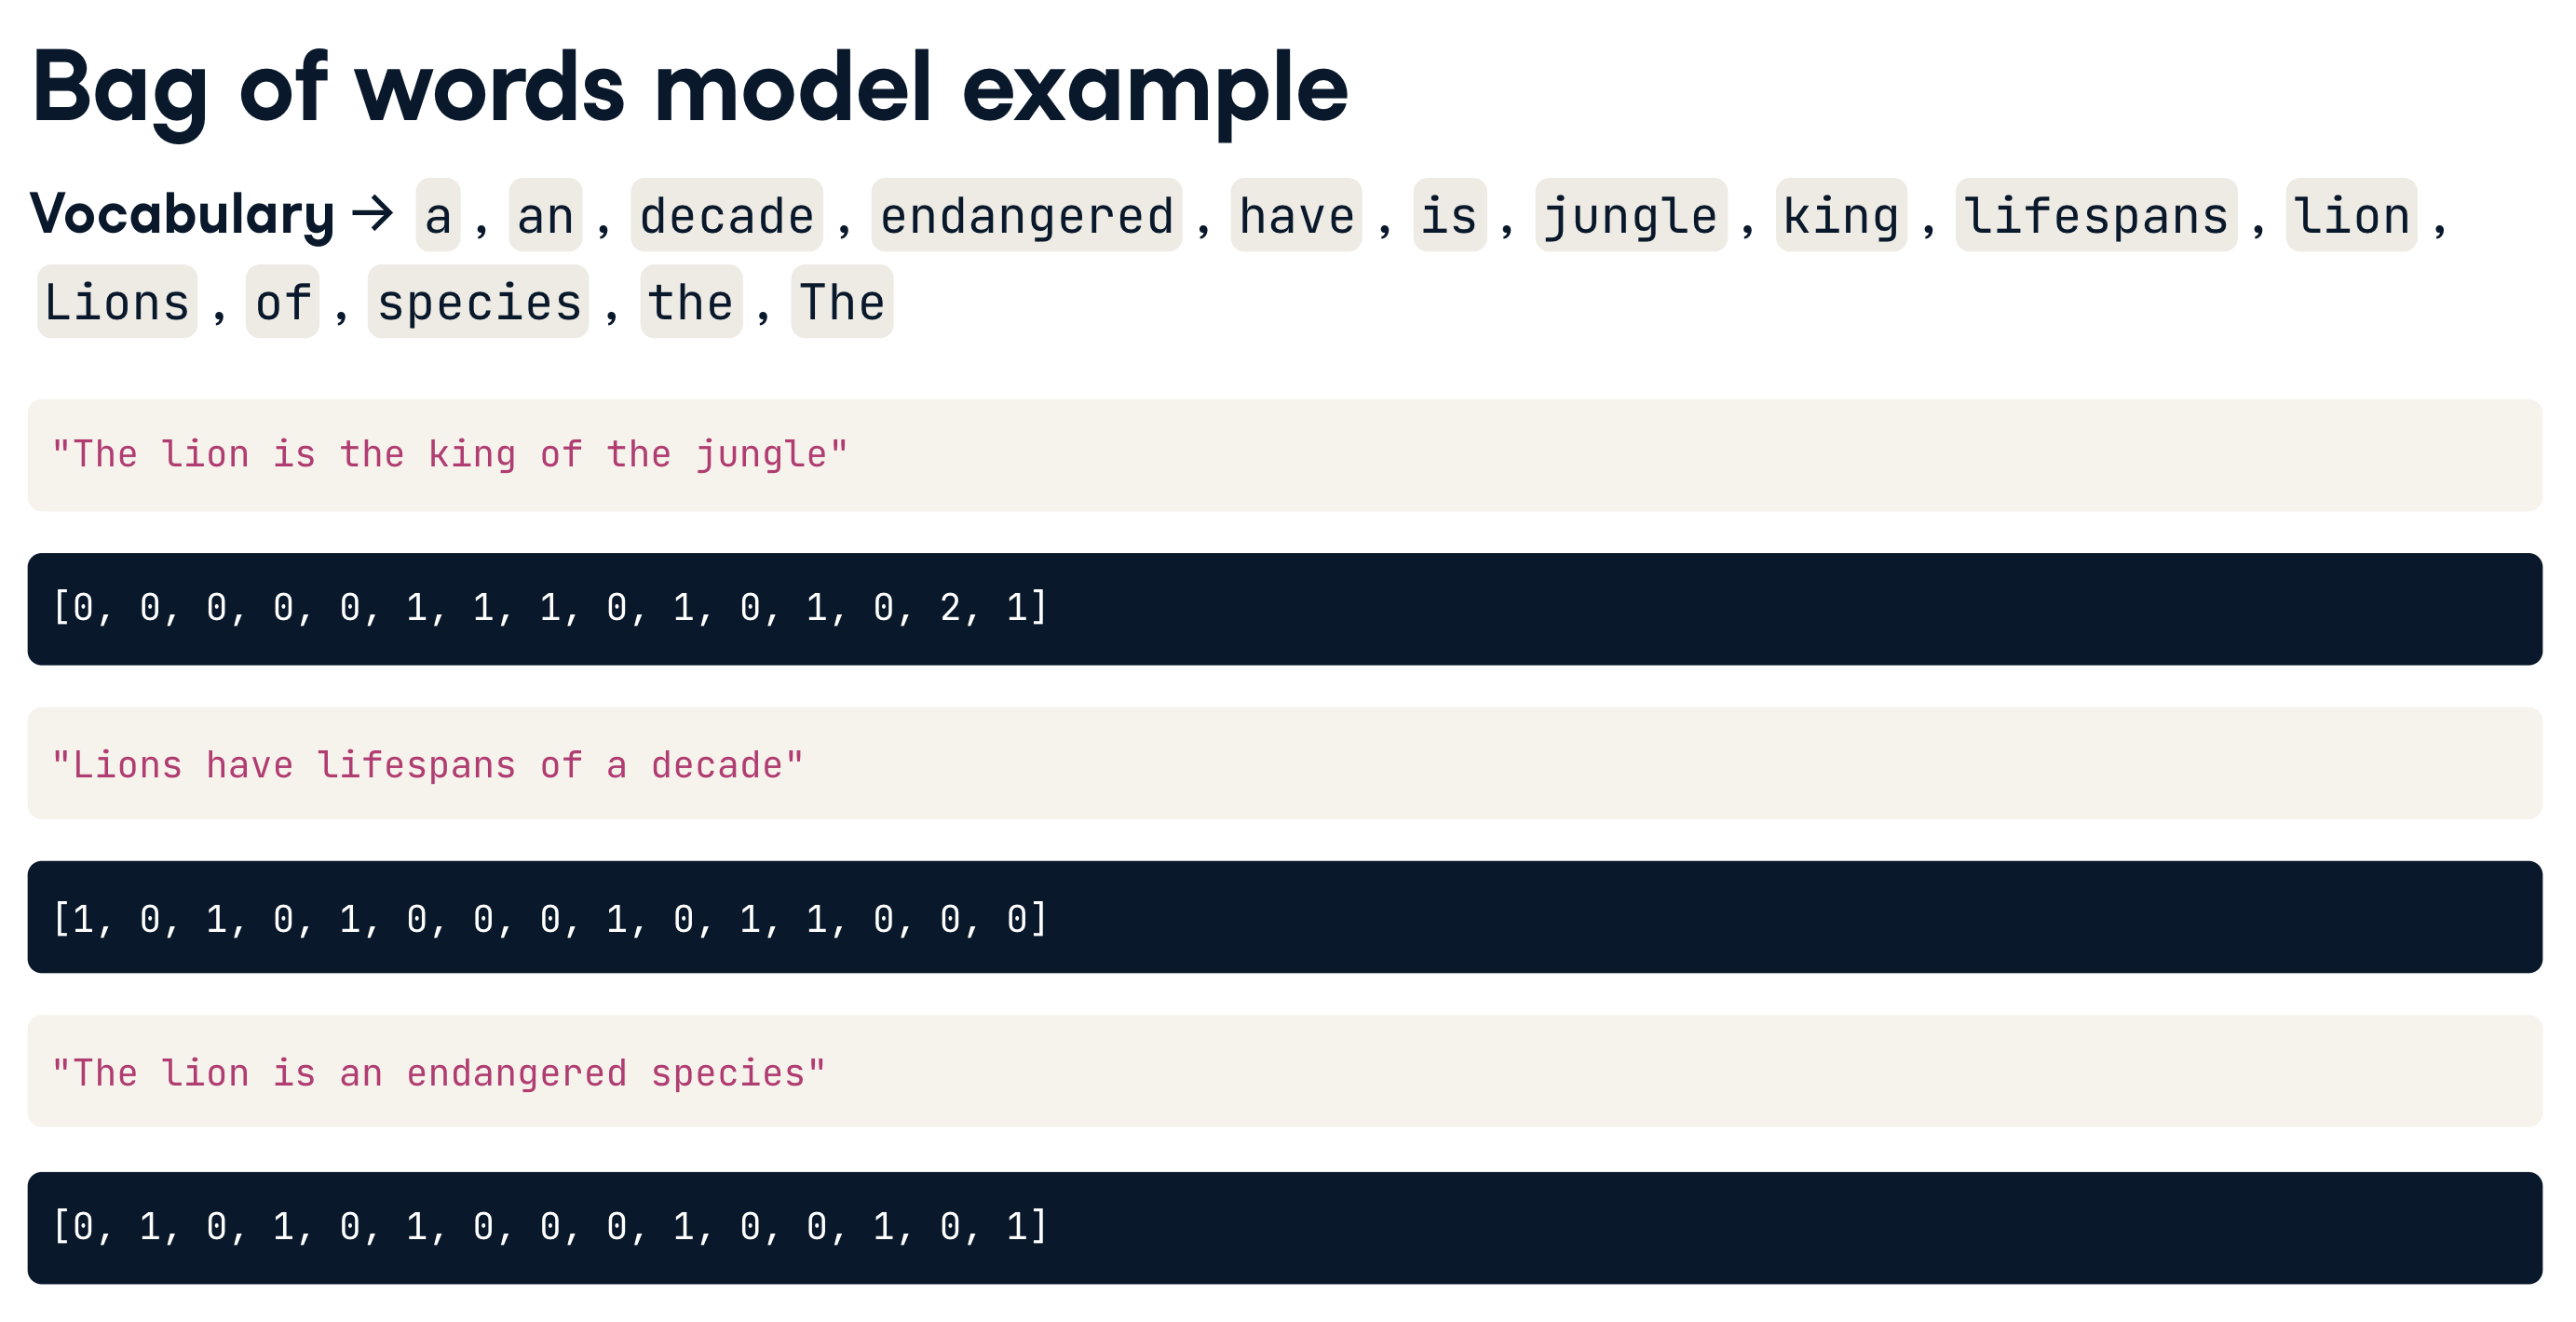 Bag of words model example
Vocabulary → a , an , decade , endangered , have , is , jungle , king , lifespans , lion ,
Lions , of , species , the , The
"The lion is the king of the jungle"
[0, 0, 0, 0, 0, 1, 1, 1, 0, 1, 0, 1, 0, 2, 1]
"Lions have lifespans of a decade"
[1, 0, 1, 0, 1, 0, 0, 0, 1, 0, 1, 1, 0, 0, 0]
"The lion is an endangered species"
[0, 1, 0, 1, 0, 1, 0, 0, 0, 1, 0, 0, 1, 0, 1]